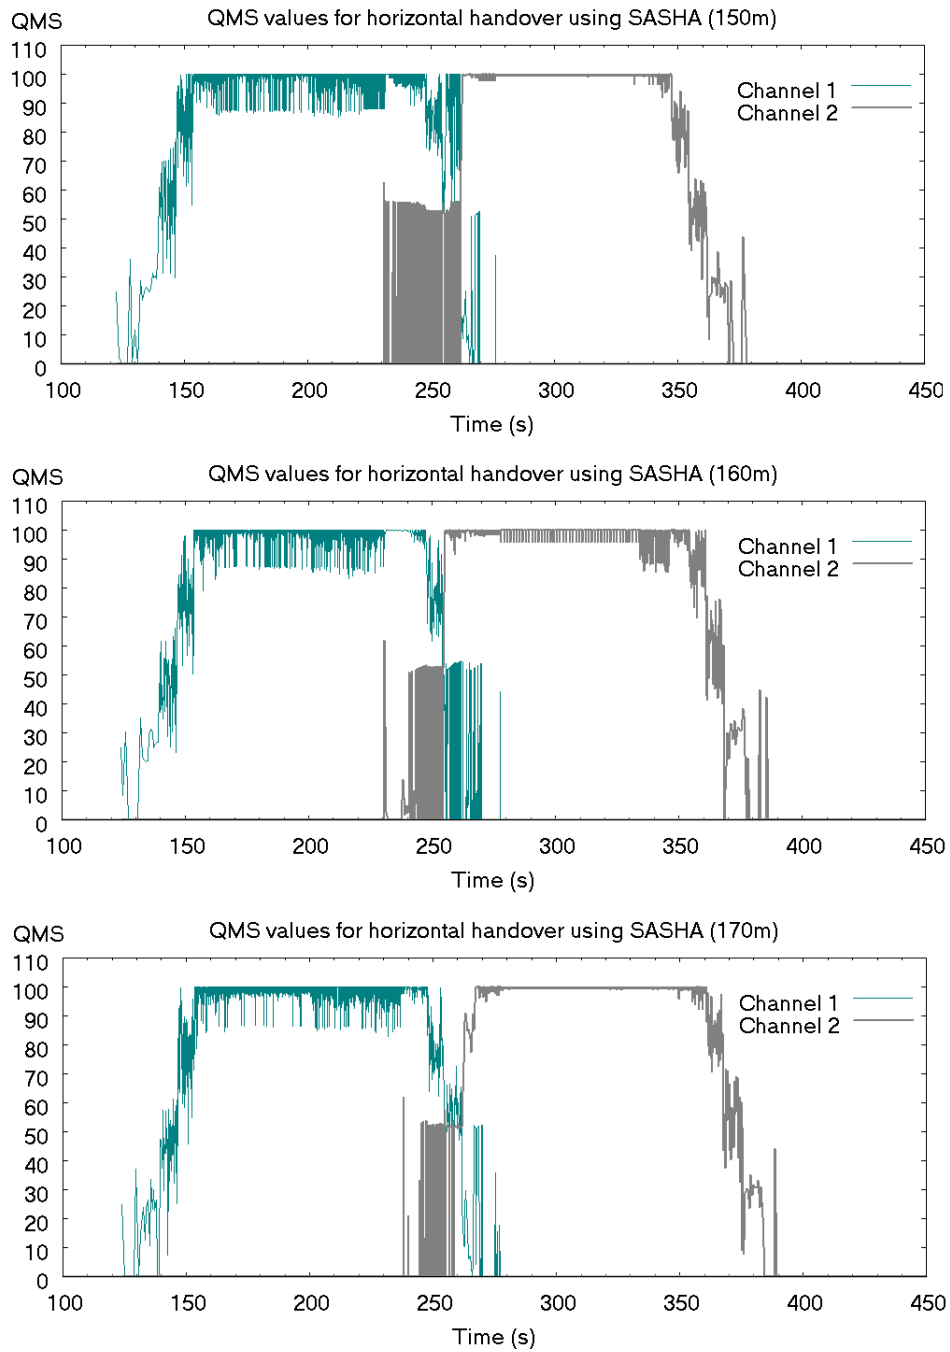 QMS values for horizontal handover using SASHA (150m)
QMS
110
100
90
80
70
60
50
40
30
20
10
0
Channel 1
Channel 2
100 150 200 250 300 350 400 450
Time (s)
QMS values for horizontal handover using SASHA (160m)
QMS
110
100
90
80
70
60
50
40
30
20
10
0
Channel 1
Channel 2
100 150 200 250 300 350 400 450
Time (s)
QMS values for horizontal handover using SASHA (170m)
QMS
110
100
90
80
70
60
50
40
30
20
10
0
Channel 1
Channel 2
100 150 200 250 300 350 400 450
Time (s)